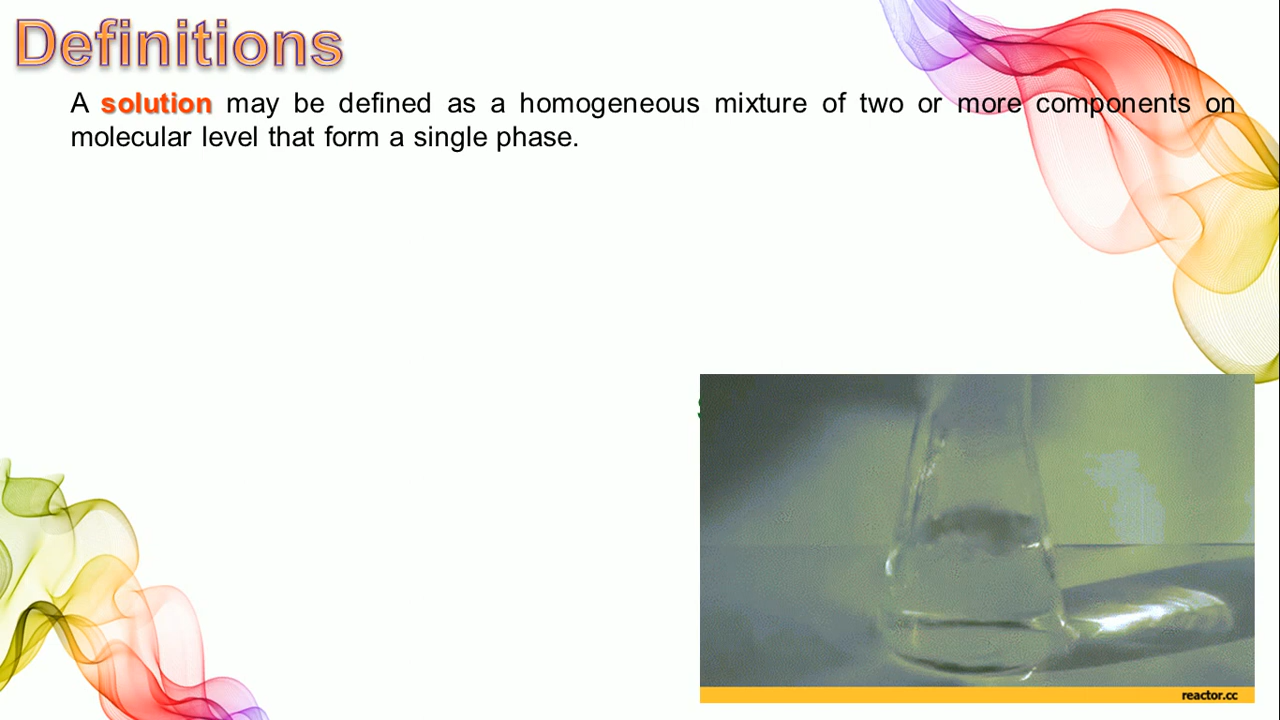 Definitions
A solution may be defined as a homogeneous mixture of two or more components on
molecular level that form a single phase.
reactor.cc